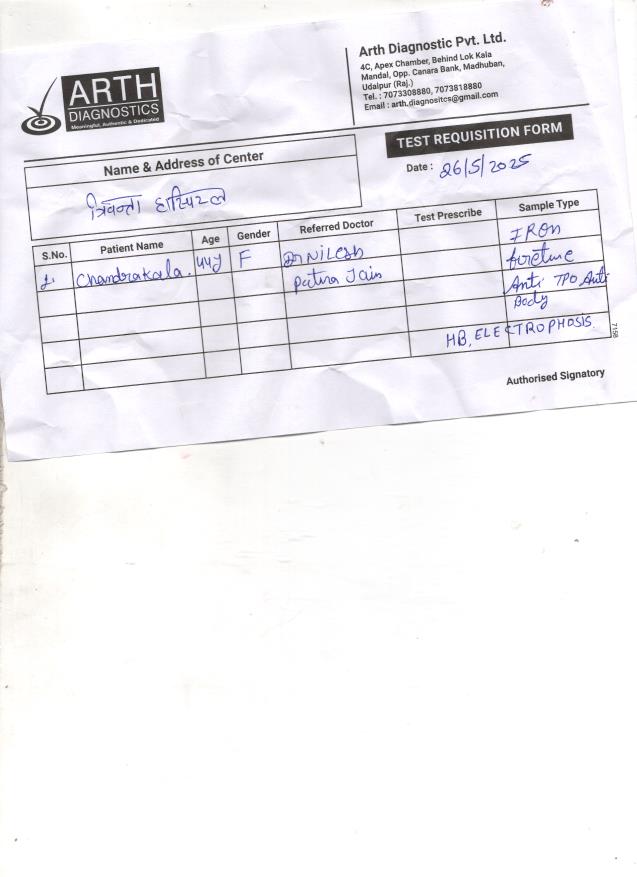 ARTH
DIAGNOSTICS
Meaningful, Authentic & Dedicated
Arth Diagnostic Pvt. Ltd.
4C, Apex Chamber, Behind Lok Kala
Mandal, Opp. Canara Bank, Madhuban,
Udaipur (Raj.)
Tel. : 7073308880, 7073818880
Email : arth.diagnositcs@gmail.com
TEST REQUISITION FORM
Name & Address of Center
Date : 26/5/2025
हास्पिटल
S.No. Patient Name Age Gender Referred Doctor Test Prescribe Sample Type
1. Chandrakala. 44y F Dr Nilesh IRON
Jain
Anti TPO Anti
Body
HB, ELECTROPHOSIS.
Authorised Signatory
7158